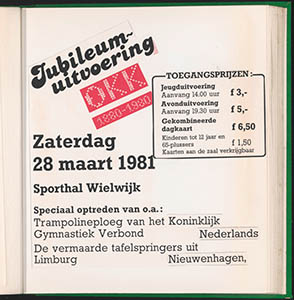 Jubileum-
uitvoering
OKK
1880-1980
TOEGANGSPRIJZEN:
Jeugduitvoering
Aanvang 14.00 uur f 3,-
Avonduitvoering
Aanvang 19.30 uur f 5,-
Gekombineerde
dagkaart f 6,50
Kinderen tot 12 jaar en
65-plussers f 1,50
Kaarten aan de zaal verkrijgbaar
Zaterdag
28 maart 1981
Sporthal Wielwijk
Speciaal optreden van o.a.:
Trampolineploeg van het Koninklijk
Gymnastiek Verbond Nederlands
De vermaarde tafelspringers uit
Limburg Nieuwenhagen,